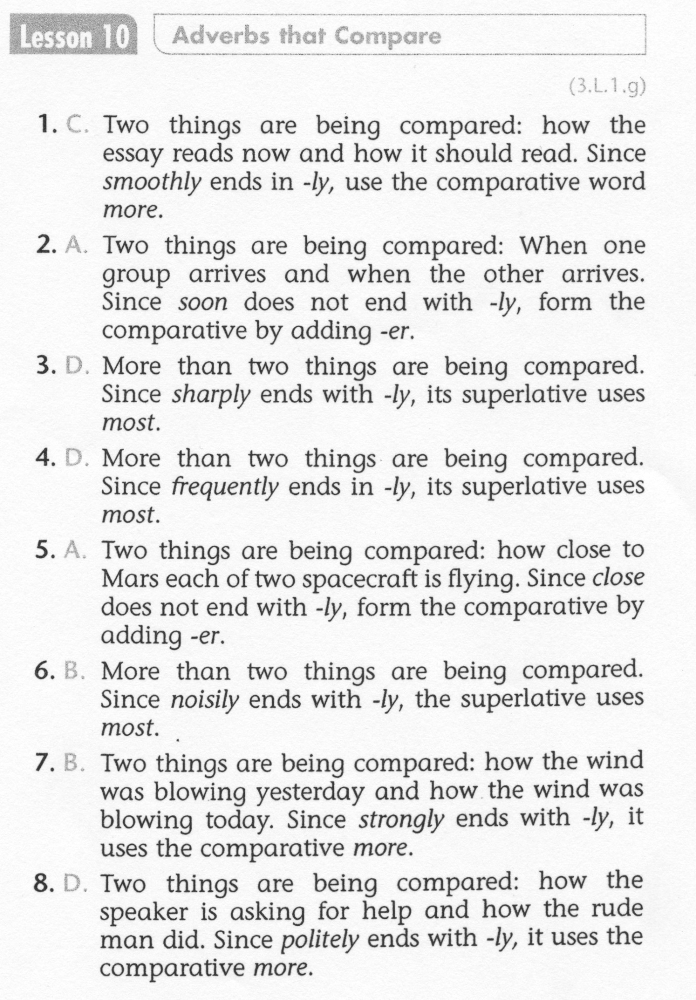 Lesson 10 Adverbs that Compare
(3.L.1.g)
1. C. Two things are being compared: how the
essay reads now and how it should read. Since
smoothly ends in -ly, use the comparative word
more.
2. A. Two things are being compared: When one
group arrives and when the other arrives.
Since soon does not end with -ly, form the
comparative by adding -er.
3. D. More than two things are being compared.
Since sharply ends with -ly, its superlative uses
most.
4. D. More than two things are being compared.
Since frequently ends in -ly, its superlative uses
most.
5. A. Two things are being compared: how close to
Mars each of two spacecraft is flying. Since close
does not end with -ly, form the comparative by
adding -er.
6. B. More than two things are being compared.
Since noisily ends with -ly, the superlative uses
most.
7. B. Two things are being compared: how the wind
was blowing yesterday and how the wind was
blowing today. Since strongly ends with -ly, it
uses the comparative more.
8. D. Two things are being compared: how the
speaker is asking for help and how the rude
man did. Since politely ends with -ly, it uses the
comparative more.